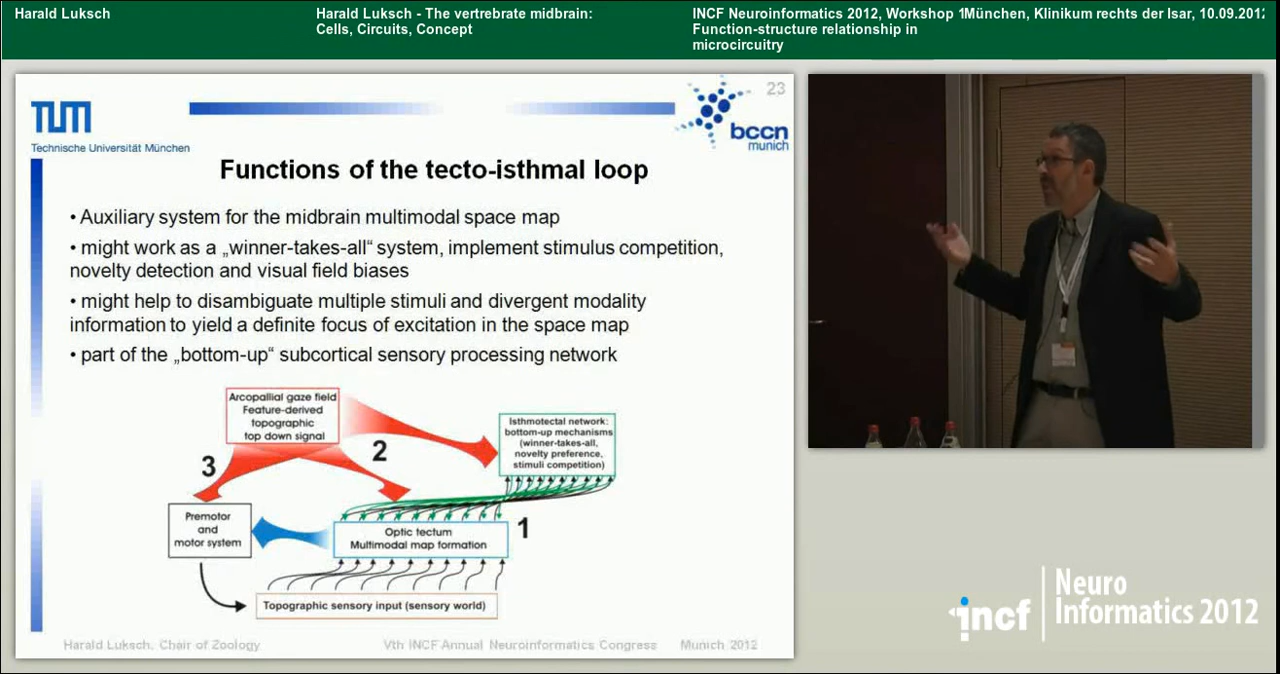 Harald Luksch
Harald Luksch - The vertrebrate midbrain:
Cells, Circuits, Concept
INCF Neuroinformatics 2012, Workshop 1München, Klinikum rechts der Isar, 10.09.2012
Function-structure relationship in
microcircuitry
TUM
Technische Universität München
23
bccn
munich
Functions of the tecto-isthmal loop
• Auxiliary system for the midbrain multimodal space map
• might work as a „winner-takes-all“ system, implement stimulus competition,
novelty detection and visual field biases
• might help to disambiguate multiple stimuli and divergent modality
information to yield a definite focus of excitation in the space map
• part of the „bottom-up“ subcortical sensory processing network
Arcopallial gaze field
Feature-derived
topographic
top down signal
Isthmotectal network:
bottom-up mechanisms
(winner-takes-all,
novelty preference,
stimuli competition)
2
3
Premotor
and
motor system
Optic tectum
Multimodal map formation
1
Topographic sensory input (sensory world)
Harald Luksch, Chair of Zoology
Vth INCF Annual Neuroinformatics Congress
Munich 2012
incf
Neuro
Informatics 2012